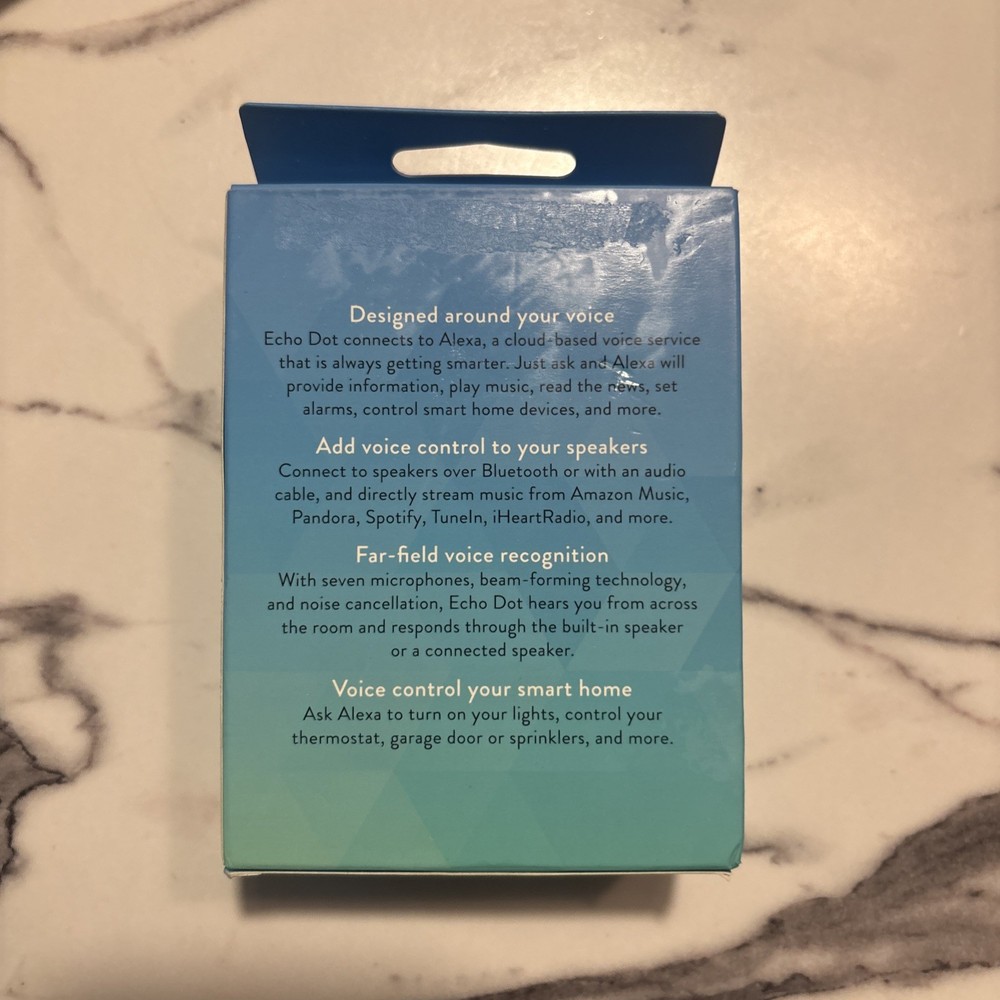 Designed around your voice
Echo Dot connects to Alexa, a cloud-based voice service
that is always getting smarter. Just ask and Alexa will
provide information, play music, read the news, set
alarms, control smart home devices, and more.
Add voice control to your speakers
Connect to speakers over Bluetooth or with an audio
cable, and directly stream music from Amazon Music,
Pandora, Spotify, TuneIn, iHeartRadio, and more.
Far-field voice recognition
With seven microphones, beam-forming technology,
and noise cancellation, Echo Dot hears you from across
the room and responds through the built-in speaker
or a connected speaker.
Voice control your smart home
Ask Alexa to turn on your lights, control your
thermostat, garage door or sprinklers, and more.